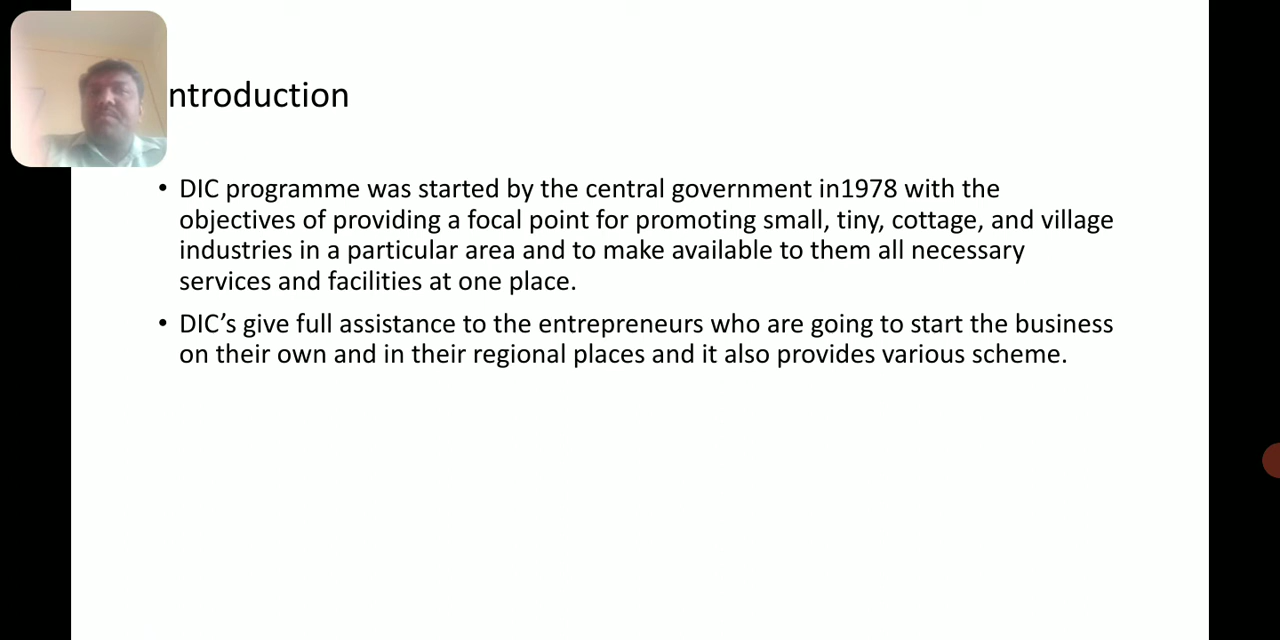 ntroduction
• DIC programme was started by the central government in1978 with the
objectives of providing a focal point for promoting small, tiny, cottage, and village
industries in a particular area and to make available to them all necessary
services and facilities at one place.
• DIC’s give full assistance to the entrepreneurs who are going to start the business
on their own and in their regional places and it also provides various scheme.